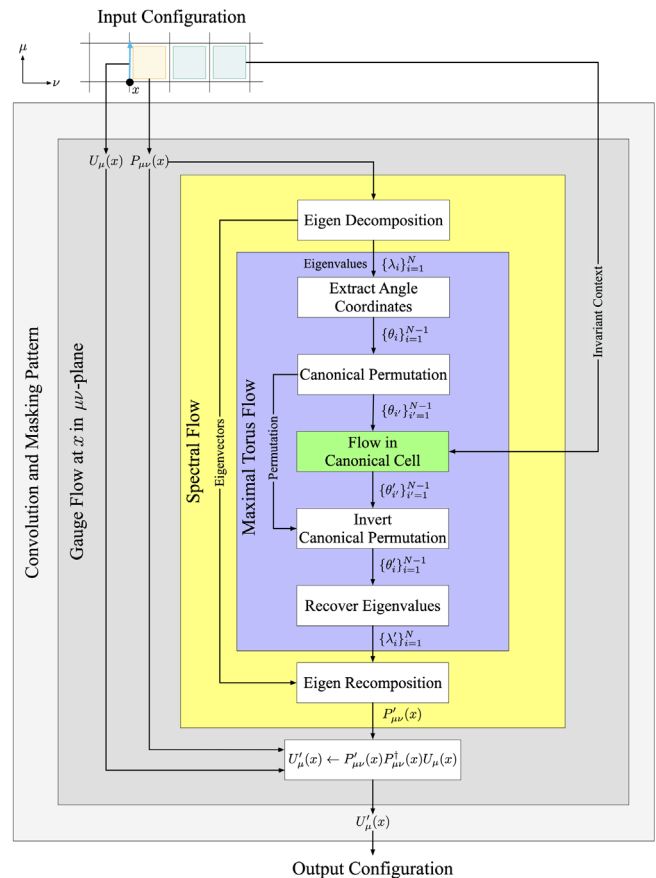 Input Configuration
μ
ν
x
U_μ(x) P_μν(x)
Eigen Decomposition
Eigenvalues {λ_i}_{i=1}^N
Extract Angle
Coordinates
{θ_i}_{i=1}^{N-1}
Canonical Permutation
{θ_{i'}}_{i'=1}^{N-1}
Flow in
Canonical Cell
{θ'_{i'}}_{i'=1}^{N-1}
Invert
Canonical Permutation
{θ'_i}_{i=1}^{N-1}
Recover Eigenvalues
{λ'_i}_{i=1}^N
Eigen Recomposition
P'_μν(x)
U'_μ(x) ← P'_μν(x)P†_μν(x)U_μ(x)
U'_μ(x)
Output Configuration
Convolution and Masking Pattern
Gauge Flow at x in μν-plane
Spectral Flow
Eigenvectors
Maximal Torus Flow
Permutation
Invariant Context